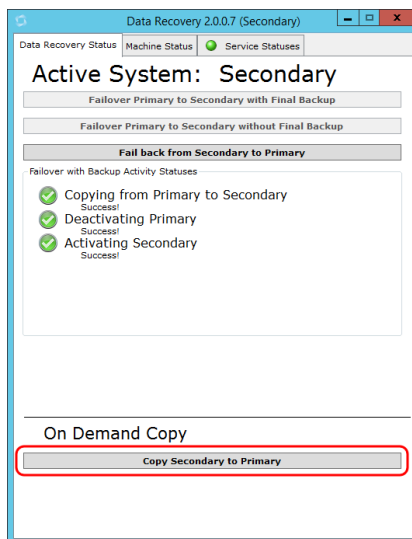 Data Recovery 2.0.0.7 (Secondary)
Data Recovery Status Machine Status Service Statuses
Active System: Secondary
Failover Primary to Secondary with Final Backup
Failover Primary to Secondary without Final Backup
Fail back from Secondary to Primary
Failover with Backup Activity Statuses
Copying from Primary to Secondary
Success!
Deactivating Primary
Success!
Activating Secondary
Success!
On Demand Copy
Copy Secondary to Primary